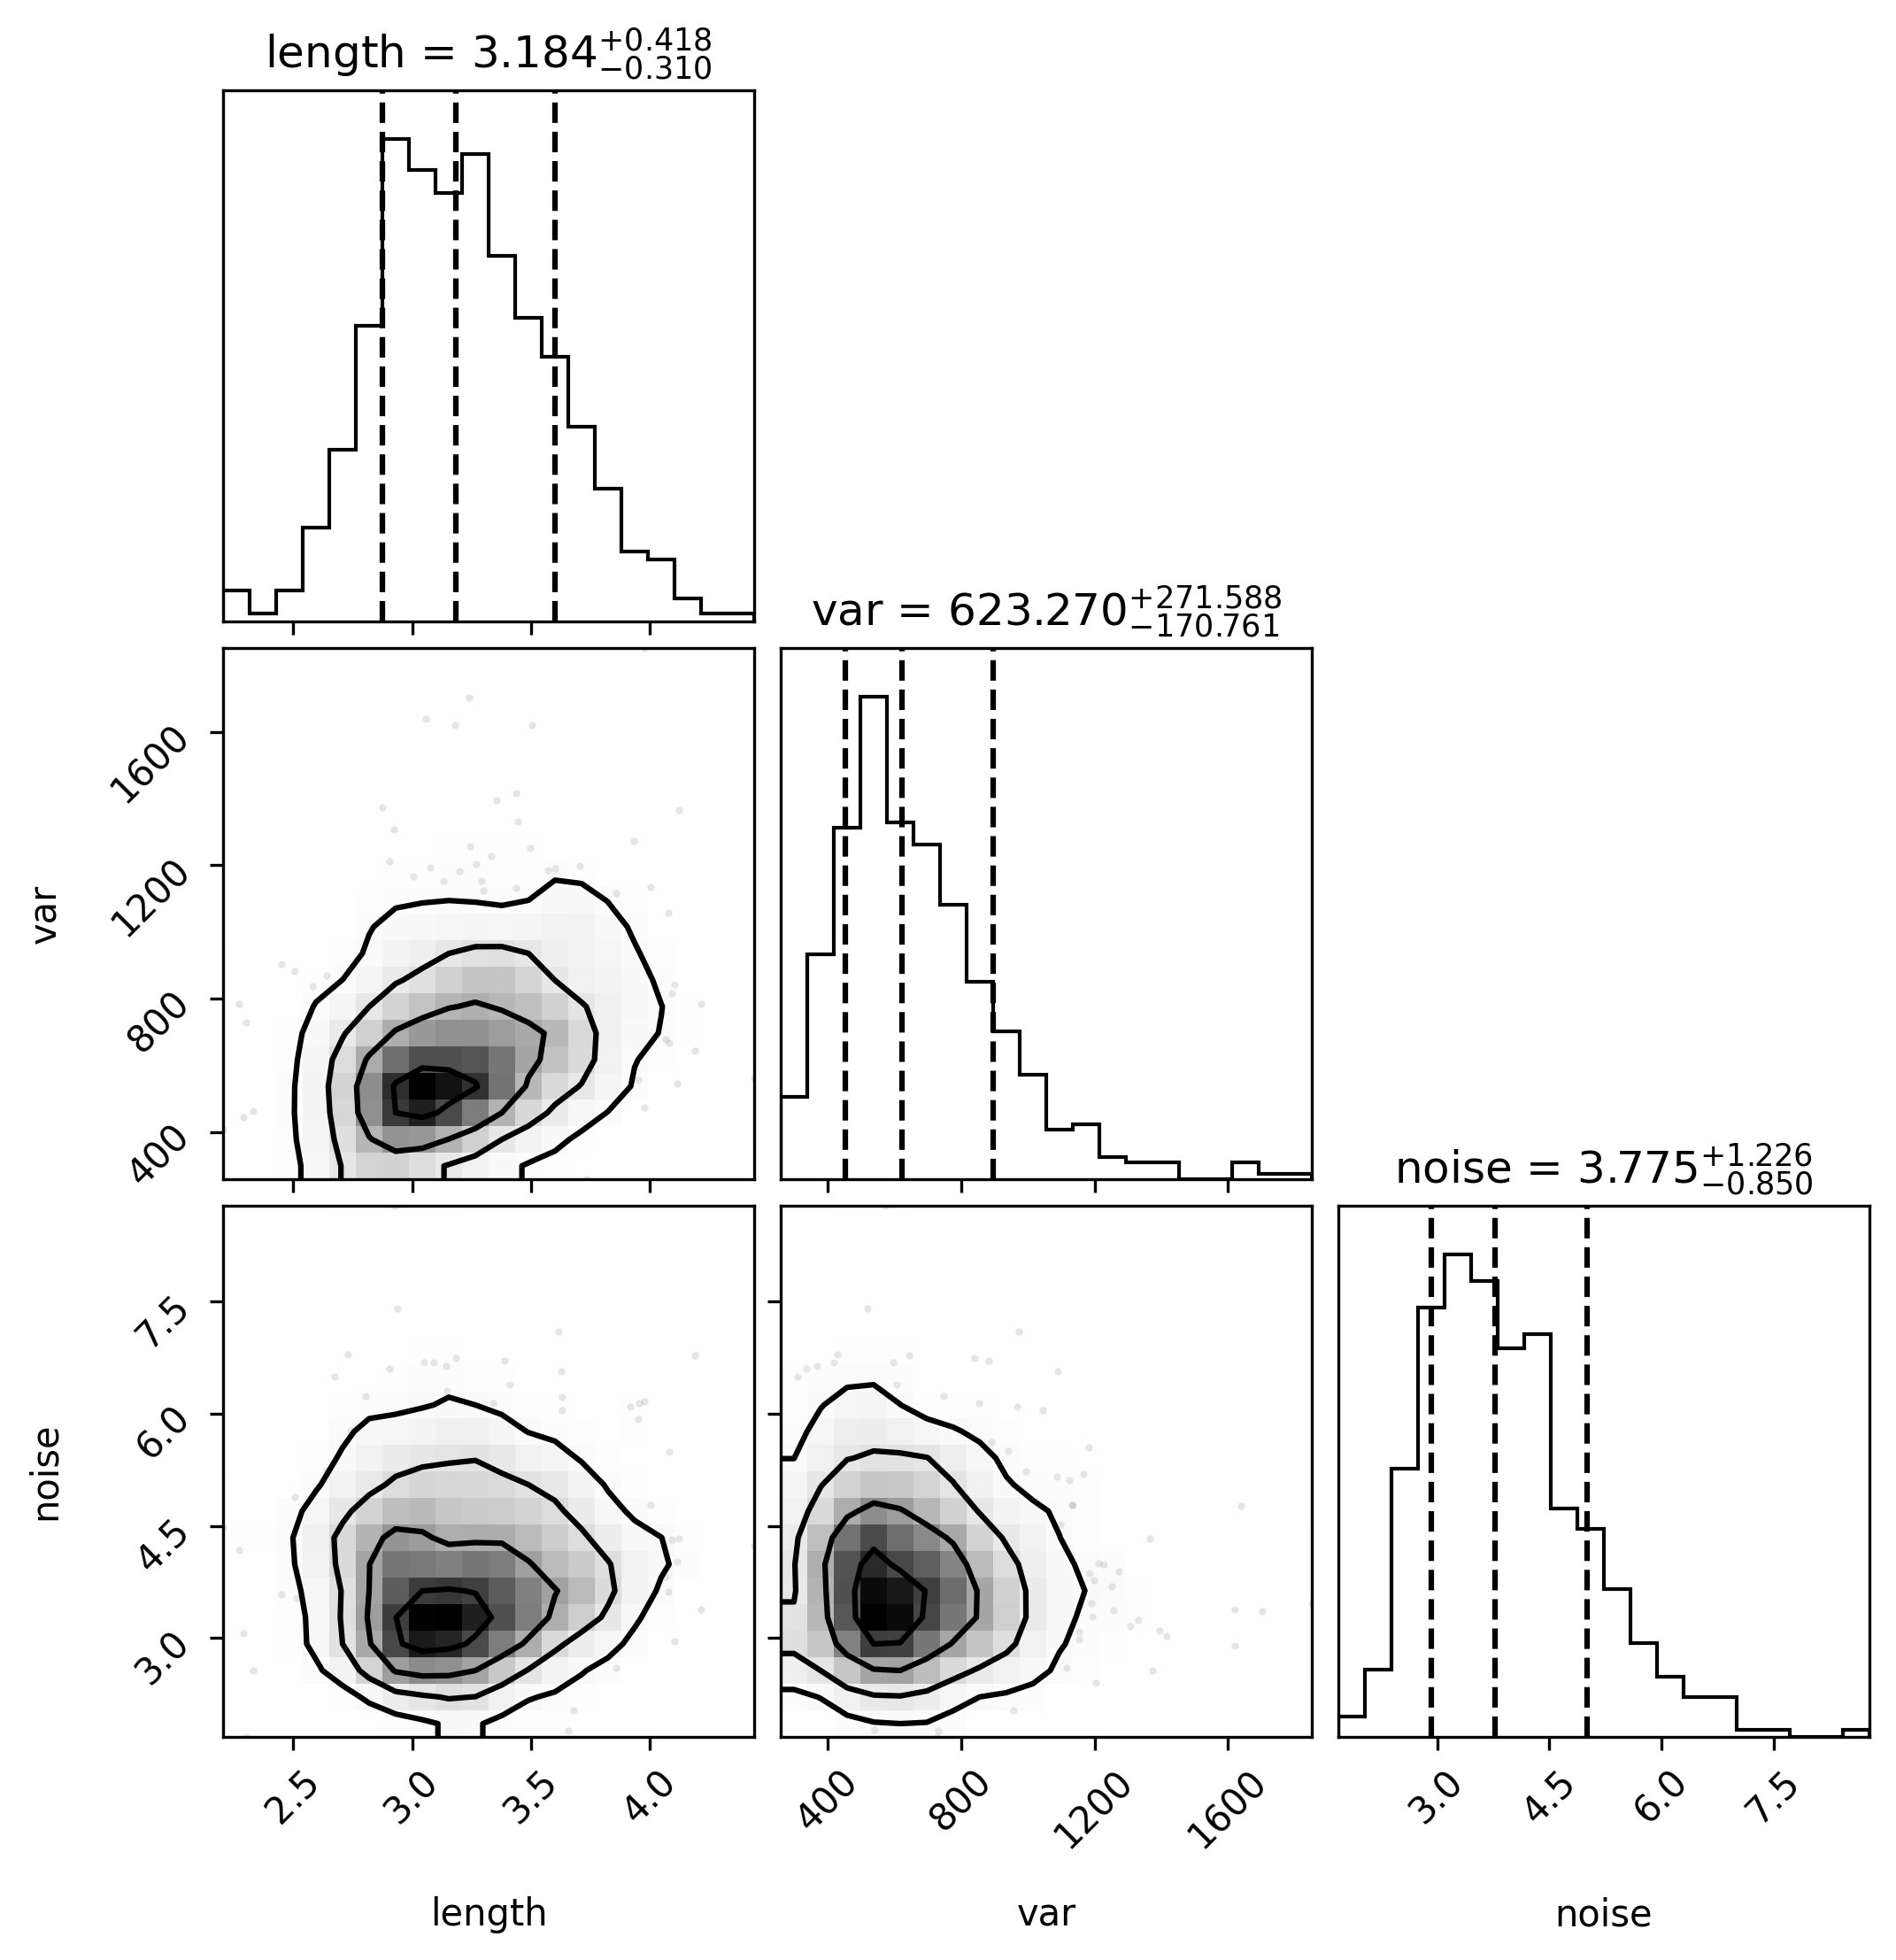 length = 3.184 +0.418 −0.310
var = 623.270 +271.588 −170.761
1600
1200
800
400
var
noise = 3.775 +1.226 −0.850
7.5
6.0
4.5
3.0
noise
2.5 3.0 3.5 4.0 400 800 1200 1600 3.0 4.5 6.0 7.5
length var noise